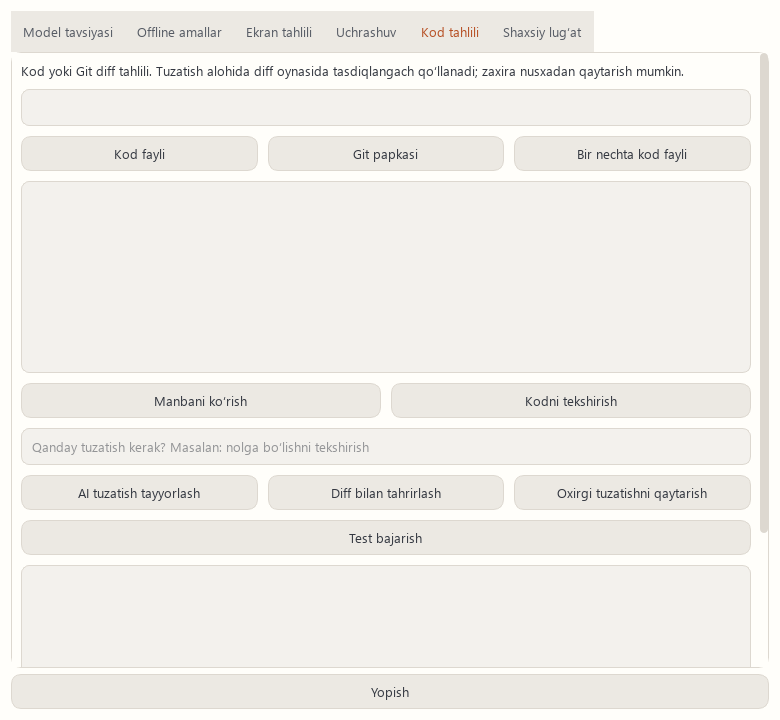 Model tavsiyasi Offline amallar Ekran tahlili Uchrashuv Kod tahlili Shaxsiy lug‘at
Kod yoki Git diff tahlili. Tuzatish alohida diff oynasida tasdiqlangach qo‘llanadi; zaxira nusxadan qaytarish mumkin.
Kod fayli Git papkasi Bir nechta kod fayli
Manbani ko‘rish Kodni tekshirish
Qanday tuzatish kerak? Masalan: nolga bo‘lishni tekshirish
AI tuzatish tayyorlash Diff bilan tahrirlash Oxirgi tuzatishni qaytarish
Test bajarish
Yopish